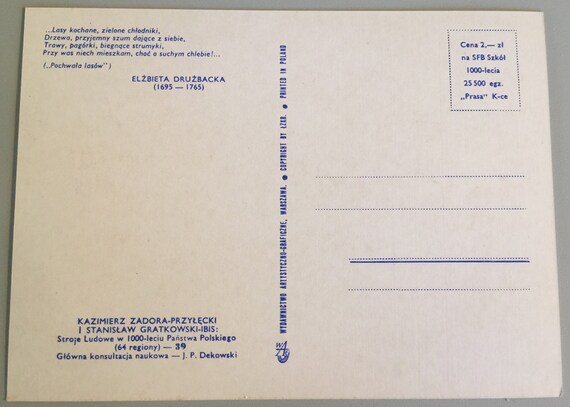 ...Lasy kochane, zielone chłodniki,
Drzewa, przyjemny szum dające z siebie,
Trawy, pagórki, biegnące strumyki,
Przy was niech mieszkam, choć o suchym chlebie!...
(„Pochwała lasów")
ELŻBIETA DRUŻBACKA
(1695 — 1765)
KAZIMIERZ ZADORA-PRZYŁĘCKI
I STANISŁAW GRATKOWSKI-IBIS:
Stroje Ludowe w 1000-leciu Państwa Polskiego
(64 regiony) — 39
Główna konsultacja naukowa — J. P. Dekowski
WYDAWNICTWO ARTYSTYCZNO-GRAFICZNE, WARSZAWA. ● COPYRIGHT BY ŁZKR. ● PRINTED IN POLAND
Cena 2,— zł
na SFB Szkół
1000-lecia
25 500 egz.
„Prasa" K-ce